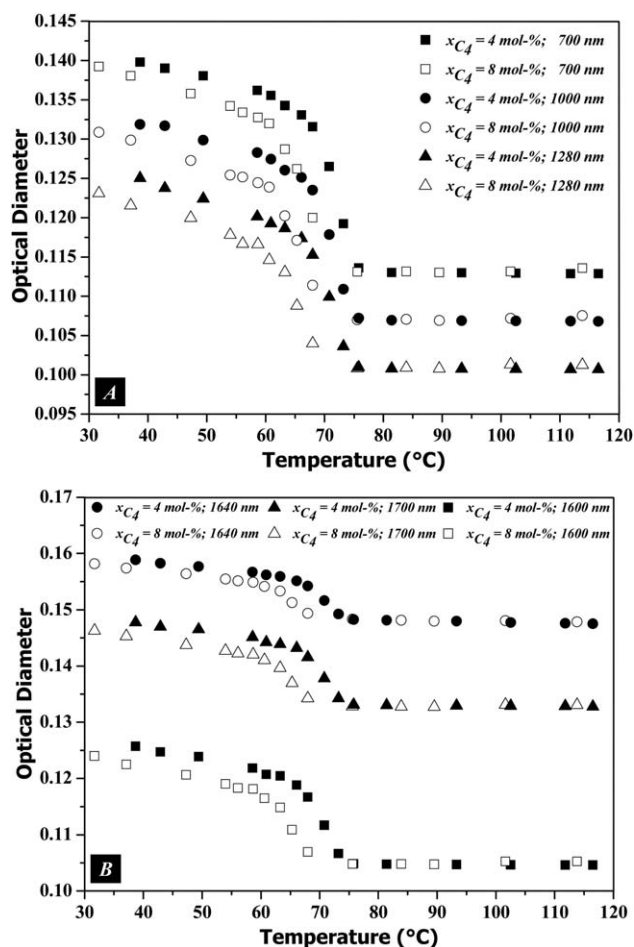 0.145
0.140
0.135
0.130
0.125
0.120
0.115
0.110
0.105
0.100
0.095
Optical Diameter
■ x_C4 = 4 mol-%; 700 nm
□ x_C4 = 8 mol-%; 700 nm
● x_C4 = 4 mol-%; 1000 nm
○ x_C4 = 8 mol-%; 1000 nm
▲ x_C4 = 4 mol-%; 1280 nm
△ x_C4 = 8 mol-%; 1280 nm
A
30 40 50 60 70 80 90 100 110 120
Temperature (°C)
0.17
0.16
0.15
0.14
0.13
0.12
0.11
0.10
Optical Diameter
● x_C4 = 4 mol-%; 1640 nm ▲ x_C4 = 4 mol-%; 1700 nm ■ x_C4 = 4 mol-%; 1600 nm
○ x_C4 = 8 mol-%; 1640 nm △ x_C4 = 8 mol-%; 1700 nm □ x_C4 = 8 mol-%; 1600 nm
B
30 40 50 60 70 80 90 100 110 120
Temperature (°C)